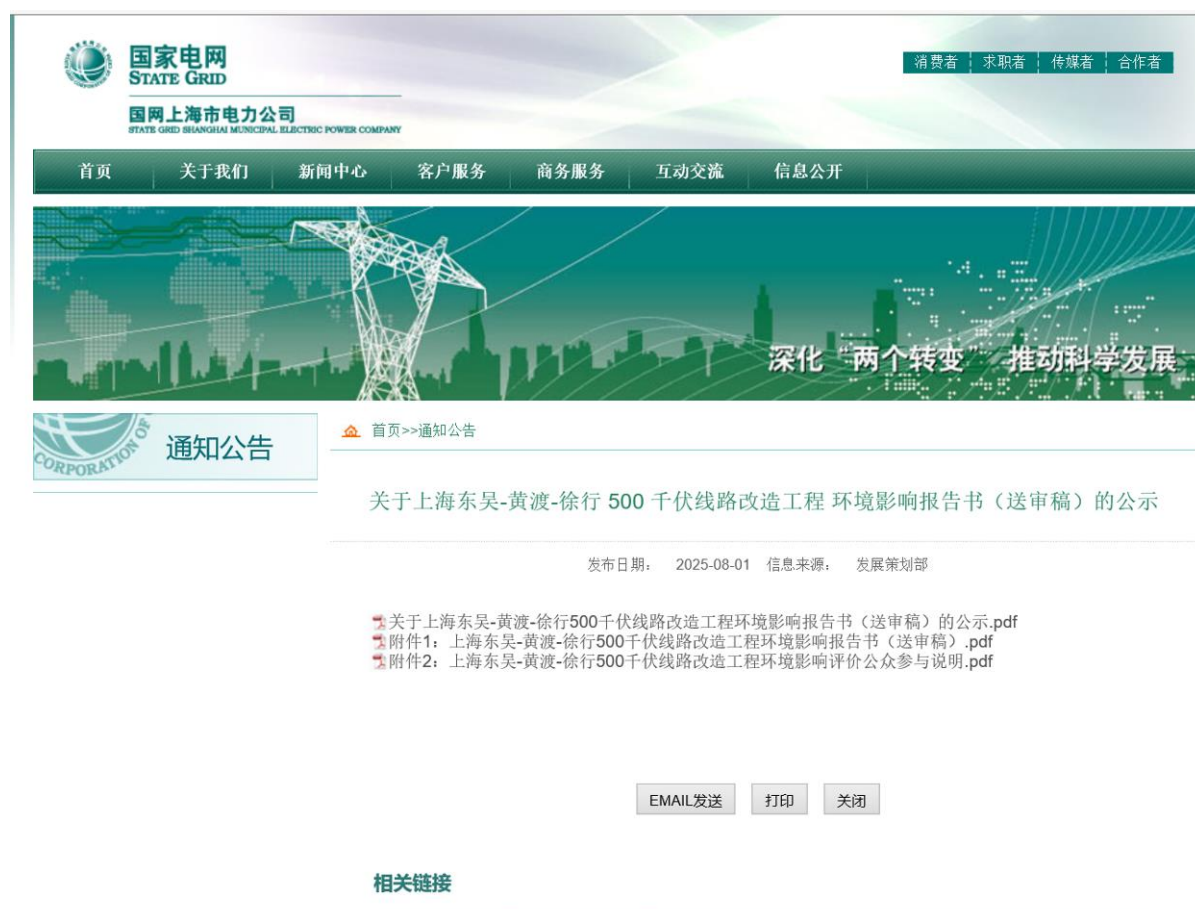 国家电网
STATE GRID
国网上海市电力公司
STATE GRID SHANGHAI MUNICIPAL ELECTRIC POWER COMPANY
消费者 求职者 传媒者 合作者
首页 关于我们 新闻中心 客户服务 商务服务 互动交流 信息公开
深化“两个转变” 推动科学发展
CORPORATION OF
通知公告
首页>>通知公告
关于上海东吴-黄渡-徐行 500 千伏线路改造工程 环境影响报告书（送审稿）的公示
发布日期： 2025-08-01 信息来源： 发展策划部
关于上海东吴-黄渡-徐行500千伏线路改造工程环境影响报告书（送审稿）的公示.pdf
附件1：上海东吴-黄渡-徐行500千伏线路改造工程环境影响报告书（送审稿）.pdf
附件2：上海东吴-黄渡-徐行500千伏线路改造工程环境影响评价公众参与说明.pdf
EMAIL发送 打印 关闭
相关链接